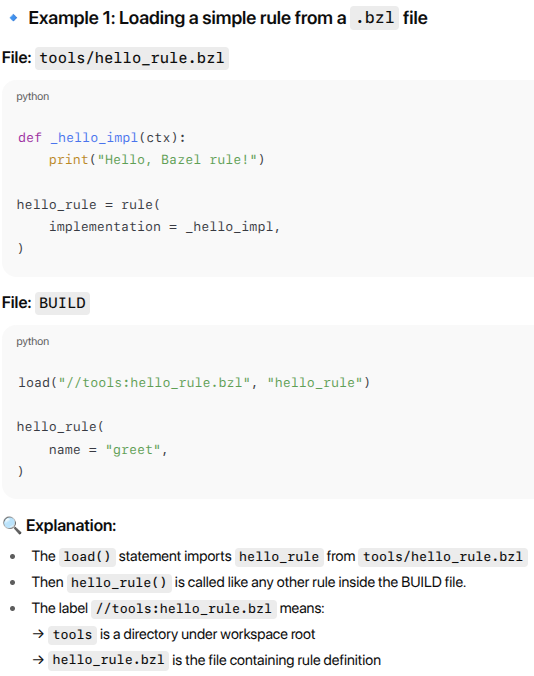 Example 1: Loading a simple rule from a .bzl file
File: tools/hello_rule.bzl
python
def _hello_impl(ctx):
    print("Hello, Bazel rule!")
hello_rule = rule(
    implementation = _hello_impl,
)
File: BUILD
python
load("//tools:hello_rule.bzl", "hello_rule")
hello_rule(
    name = "greet",
)
🔍 Explanation:
• The load() statement imports hello_rule from tools/hello_rule.bzl
• Then hello_rule() is called like any other rule inside the BUILD file.
• The label //tools:hello_rule.bzl means:
→ tools is a directory under workspace root
→ hello_rule.bzl is the file containing rule definition